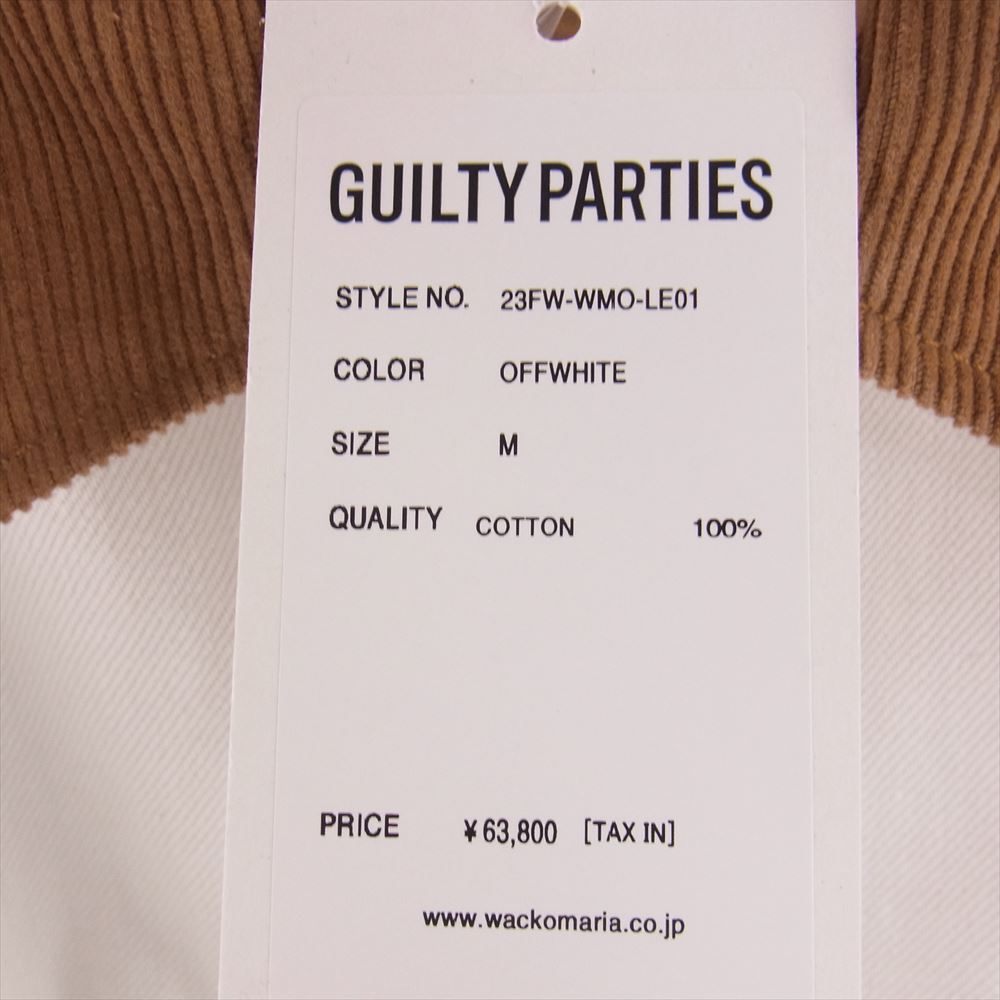 GUILTY PARTIES
STYLE NO. 23FW-WMO-LE01
COLOR OFFWHITE
SIZE M
QUALITY COTTON 100%
PRICE ¥63,800 [TAX IN]
www.wackomaria.co.jp